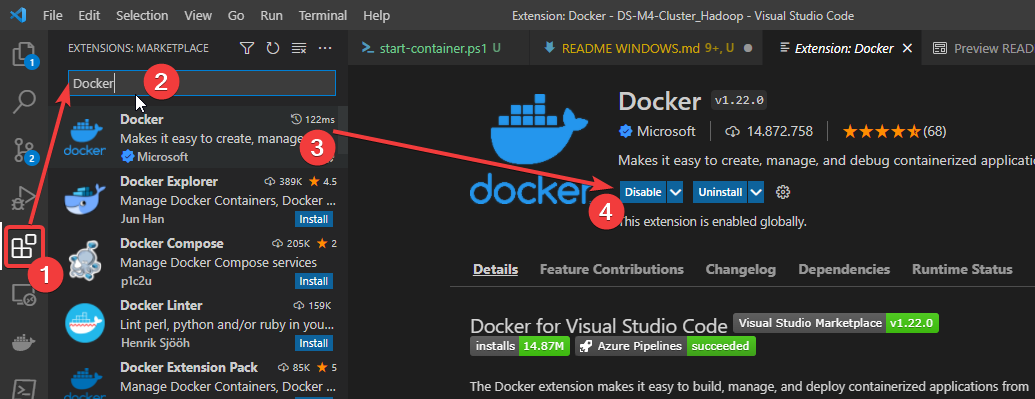 File Edit View Go Run Terminal Help
Extension: Docker - DS-M4-Cluster_Hadoop - Visual Studio Code
EXTENSIONS: MARKETPLACE
start-container.ps1 U
README WINDOWS.md 9+, U
Extension: Docker
Preview READ
1
Docker
2
Docker
122ms
Makes it easy to create, manage
Microsoft
3
Docker Explorer
389K 4.5
Manage Docker Containers, Docker ...
Jun Han
Install
2
Docker Compose
205K 2
Manage Docker Compose services
p1c2u
Install
1
Docker Linter
159K
Lint perl, python and/or ruby in you...
Henrik Sjööh
Install
Docker Extension Pack
85K 5
Manage Docker Containers, Docker ...
docker
docker
Docker v1.22.0
Microsoft 14.872.758 (68)
Makes it easy to create, manage, and debug containerized applicatio
Disable Uninstall
4
This extension is enabled globally.
Details Feature Contributions Changelog Dependencies Runtime Status
Docker for Visual Studio Code Visual Studio Marketplace v1.22.0
installs 14.87M Azure Pipelines succeeded
The Docker extension makes it easy to build, manage, and deploy containerized applications from